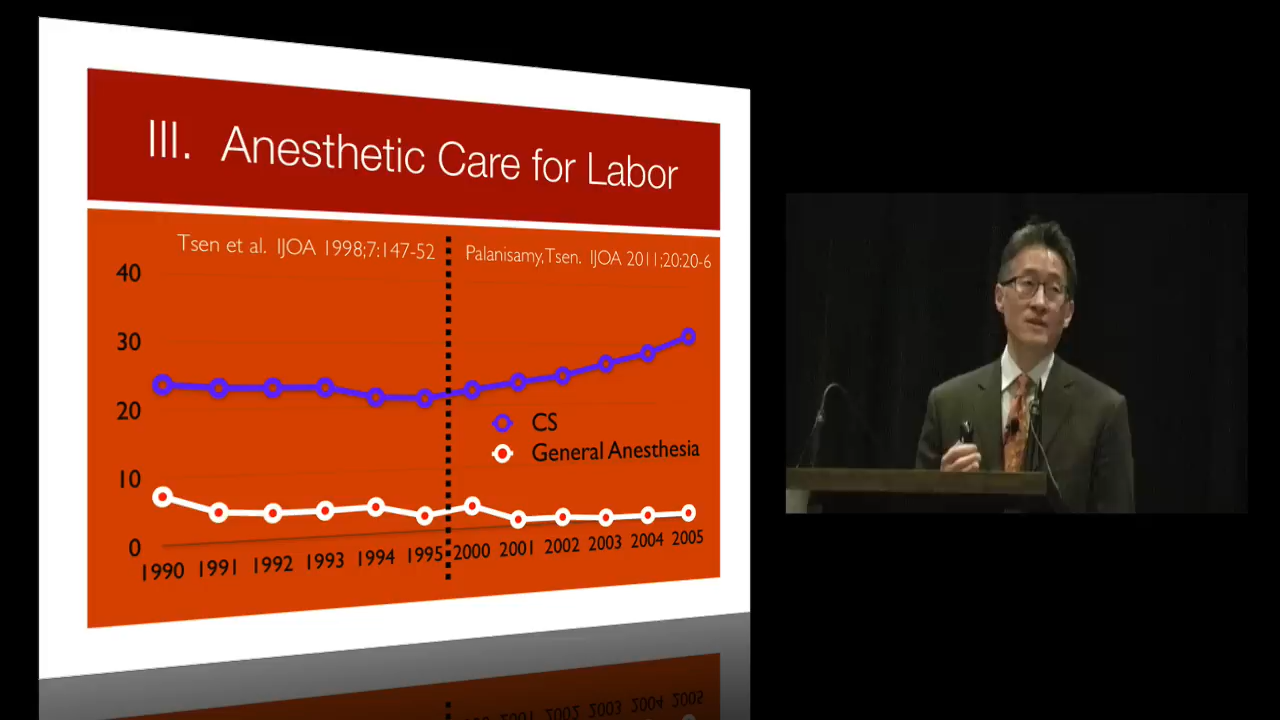 III. Anesthetic Care for Labor
Tsen et al. IJOA 1998;7:147-52
Palanisamy, Tsen. IJOA 2011;20:20-6
40
30
20
10
0
CS
General Anesthesia
1990 1991 1992 1993 1994 1995 2000 2001 2002 2003 2004 2005